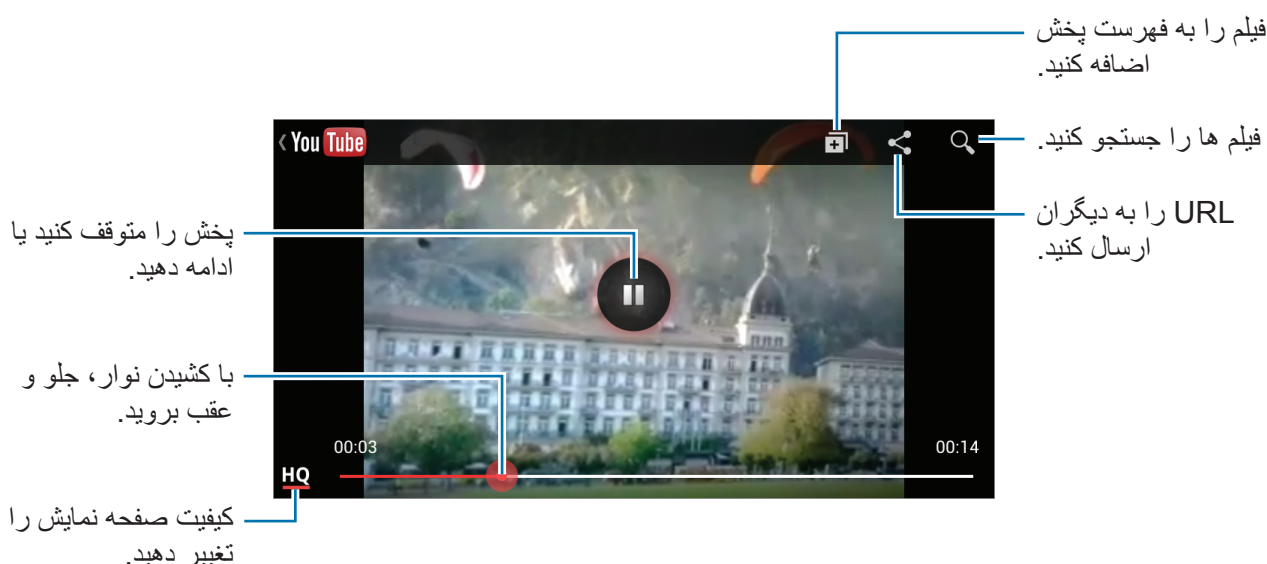 فیلم را به فهرست پخش
اضافه کنید.
فیلم ها را جستجو کنید.
URL را به دیگران
ارسال کنید.
You Tube
پخش را متوقف کنید یا
ادامه دهید.
با کشیدن نوار، جلو و
عقب بروید.
00:03
00:14
HQ
کیفیت صفحه نمایش را
تغییر دهید.